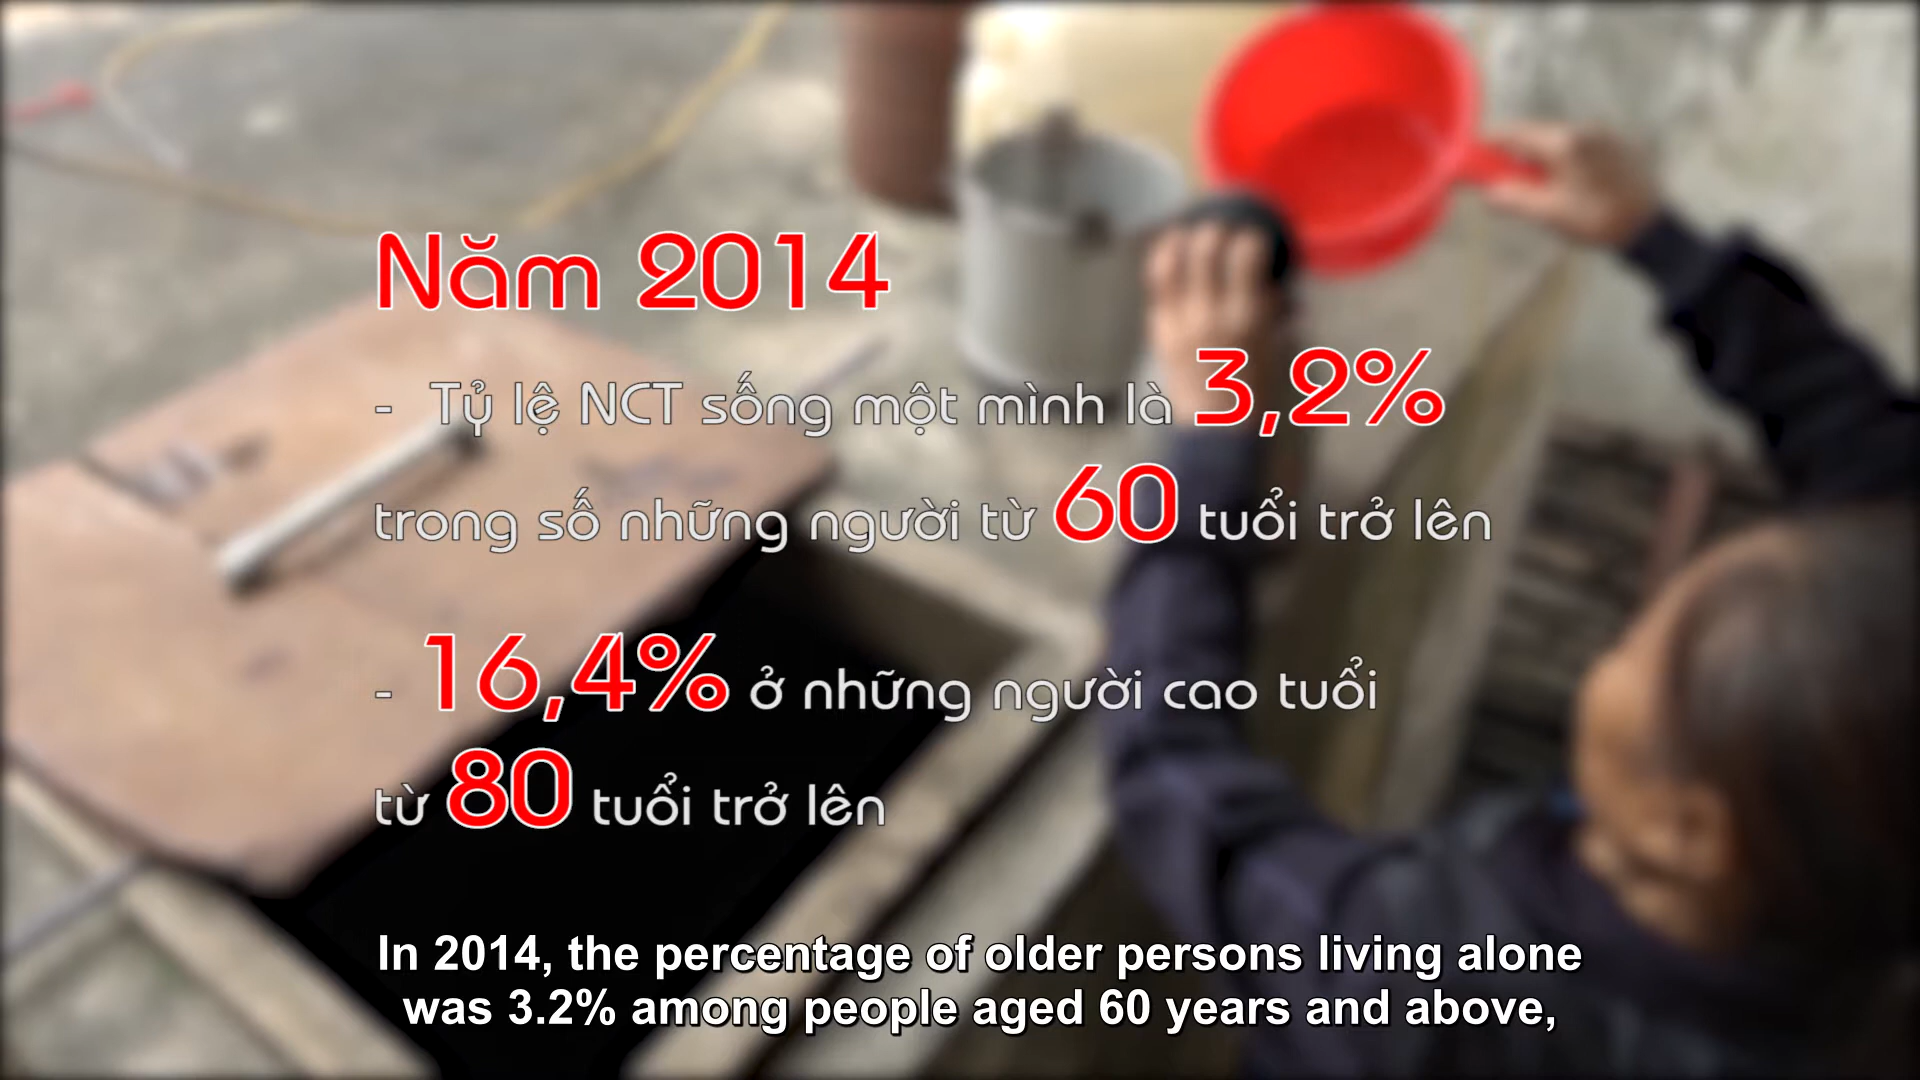 Năm 2014
- Tỷ lệ NCT sống một mình là 3,2%
trong số những người từ 60 tuổi trở lên
- 16,4% ở những người cao tuổi
từ 80 tuổi trở lên
In 2014, the percentage of older persons living alone
was 3.2% among people aged 60 years and above,